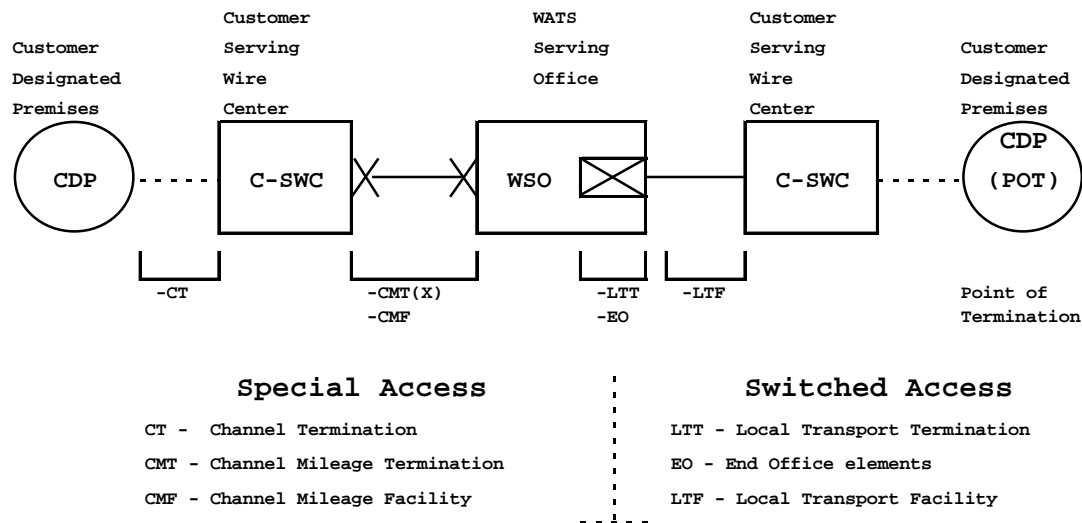 Customer
Designated
Premises
Customer
Serving
Wire
Center
WATS
Serving
Office
Customer
Serving
Wire
Center
Customer
Designated
Premises
CDP
C-SWC
WSO
C-SWC
CDP
(POT)
-CT
-CMT(X)
-CMF
-LTT
-EO
-LTF
Point of
Termination
Special Access
CT - Channel Termination
CMT - Channel Mileage Termination
CMF - Channel Mileage Facility
Switched Access
LTT - Local Transport Termination
EO - End Office elements
LTF - Local Transport Facility